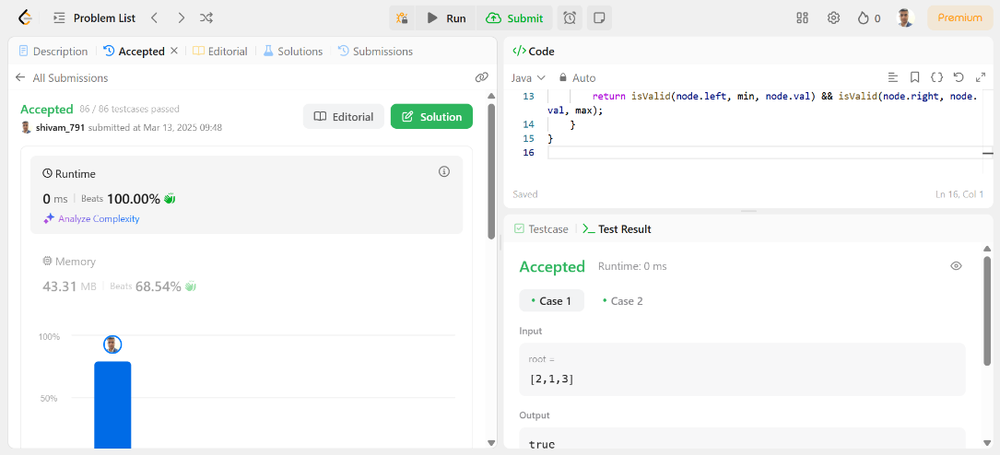 Problem List
Run
Submit
0
Premium
Description
Accepted
Editorial
Solutions
Submissions
All Submissions
Accepted 86 / 86 testcases passed
shivam_791 submitted at Mar 13, 2025 09:48
Editorial
Solution
Runtime
0 ms | Beats 100.00%
Analyze Complexity
Memory
43.31 MB | Beats 68.54%
100%
50%
</> Code
Java
Auto
13 return isValid(node.left, min, node.val) && isValid(node.right, node.
val, max);
14 }
15 }
16
Saved
Ln 16, Col 1
Testcase
Test Result
Accepted Runtime: 0 ms
• Case 1
• Case 2
Input
root =
[2,1,3]
Output
true